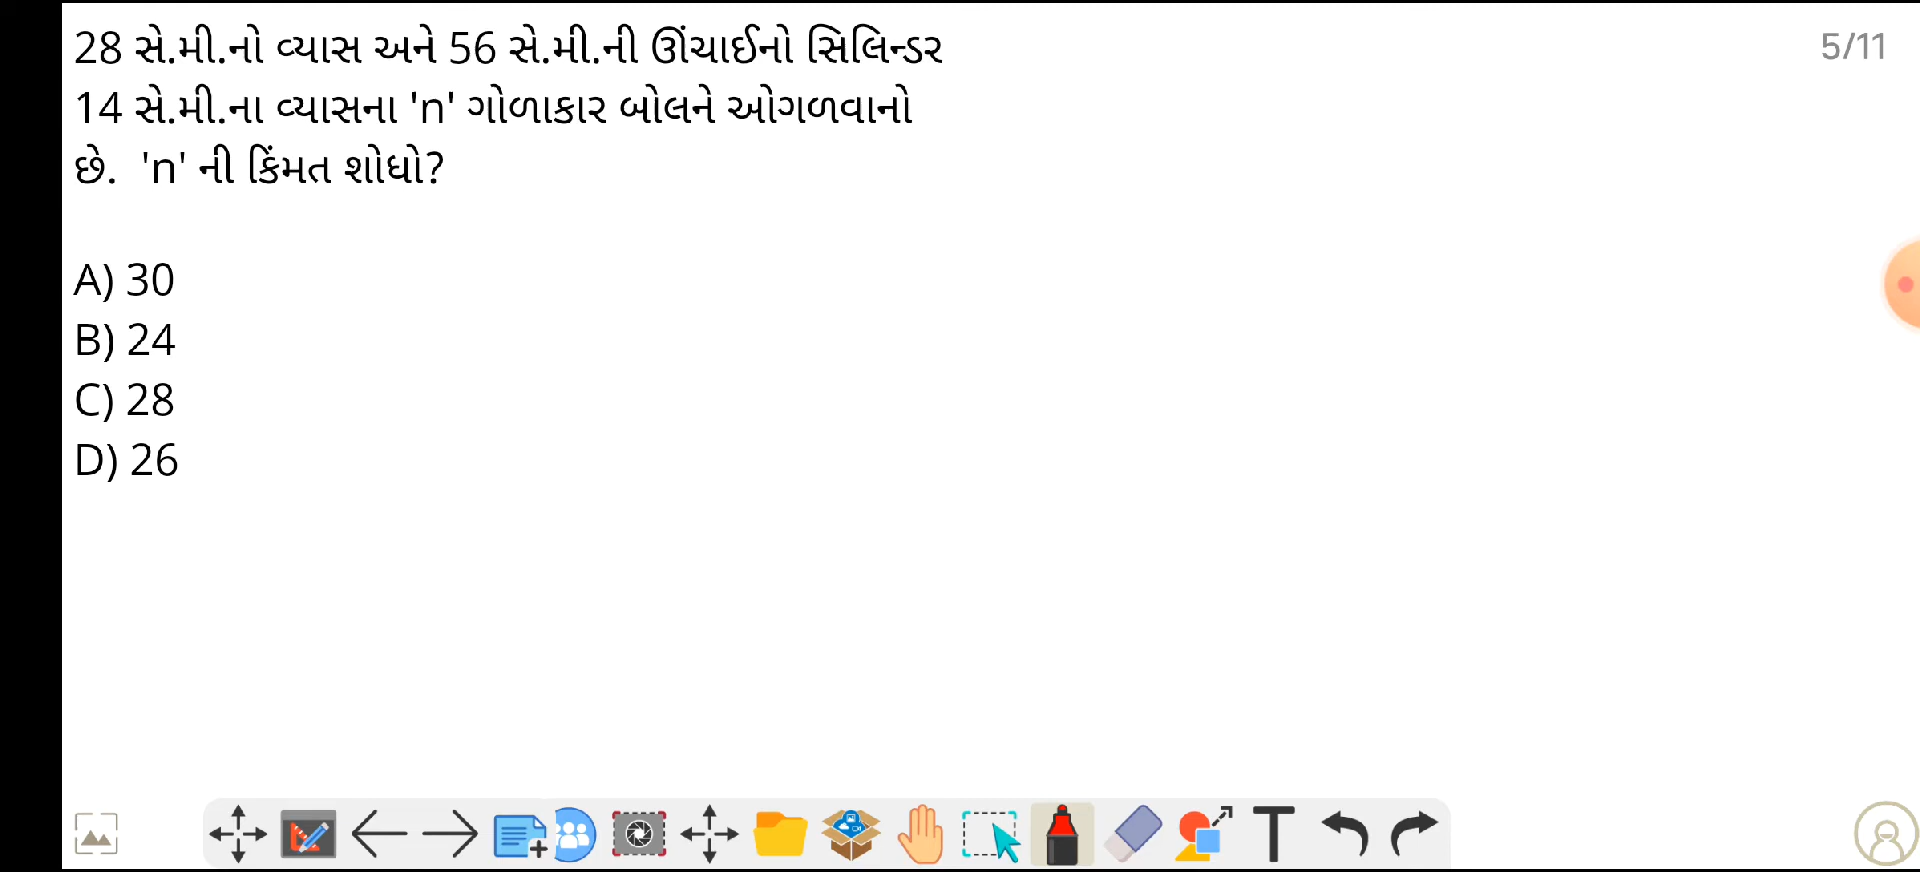 28 સે.મી.નો વ્યાસ અને 56 સે.મી.ની ઊંચાઈનો સિલિન્ડર
5/11
14 સે.મી.ના વ્યાસના 'n' ગોળાકાર બોલને ઓગળવાનો
છે. 'n' ની કિંમત શોધો?
A) 30
B) 24
C) 28
D) 26
T